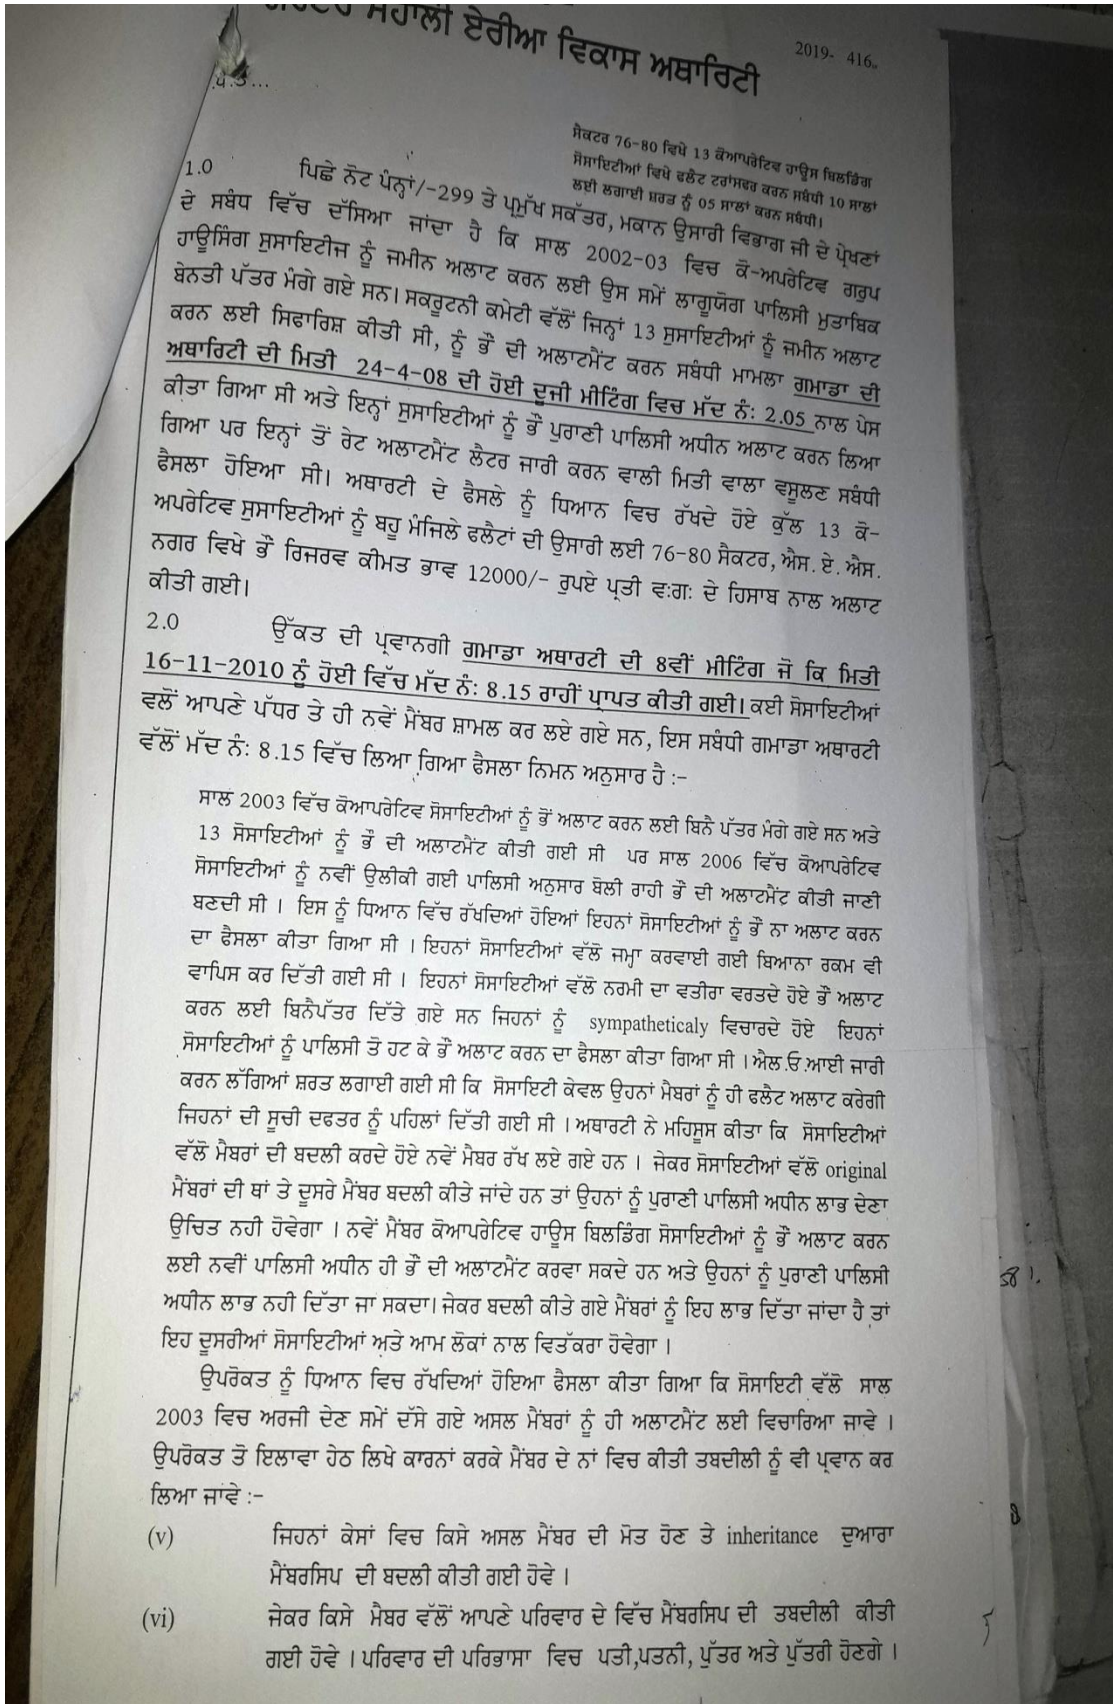 ਮੋਹਾਲੀ ਏਰੀਆ ਵਿਕਾਸ ਅਥਾਰਿਟੀ
2019- 416
ਸੈਕਟਰ 76-80 ਵਿਖੇ 13 ਕੋਆਪਰੇਟਿਵ ਹਾਊਸ ਬਿਲਡਿੰਗ
ਸੋਸਾਇਟੀਆਂ ਵਿਖੇ ਫਲੈਟ ਟਰਾਂਸਫਰ ਕਰਨ ਸਬੰਧੀ 10 ਸਾਲਾਂ
ਲਈ ਲਗਾਈ ਸ਼ਰਤ ਨੂੰ 05 ਸਾਲਾਂ ਕਰਨ ਸਬੰਧੀ।
1.0 ਪਿਛੇ ਨੋਟ ਪੰਨ੍ਹਾਂ/-299 ਤੇ ਪ੍ਰਮੁੱਖ ਸਕੱਤਰ, ਮਕਾਨ ਉਸਾਰੀ ਵਿਭਾਗ ਜੀ ਦੇ ਪ੍ਰੇਖਣਾਂ
ਦੇ ਸਬੰਧ ਵਿੱਚ ਦੱਸਿਆ ਜਾਂਦਾ ਹੈ ਕਿ ਸਾਲ 2002-03 ਵਿਚ ਕੋ-ਅਪਰੇਟਿਵ ਗਰੁਪ
ਹਾਊਸਿੰਗ ਸੁਸਾਇਟੀਜ ਨੂੰ ਜਮੀਨ ਅਲਾਟ ਕਰਨ ਲਈ ਉਸ ਸਮੇਂ ਲਾਗੂਯੋਗ ਪਾਲਿਸੀ ਮੁਤਾਬਿਕ
ਬੇਨਤੀ ਪੱਤਰ ਮੰਗੇ ਗਏ ਸਨ। ਸਕਰੂਟਨੀ ਕਮੇਟੀ ਵੱਲੋਂ ਜਿਨ੍ਹਾਂ 13 ਸੁਸਾਇਟੀਆਂ ਨੂੰ ਜਮੀਨ ਅਲਾਟ
ਕਰਨ ਲਈ ਸਿਫਾਰਿਸ਼ ਕੀਤੀ ਸੀ, ਨੂੰ ਭੌਂ ਦੀ ਅਲਾਟਮੈਂਟ ਕਰਨ ਸਬੰਧੀ ਮਾਮਲਾ ਗਮਾਡਾ ਦੀ
ਅਥਾਰਿਟੀ ਦੀ ਮਿਤੀ 24-4-08 ਦੀ ਹੋਈ ਦੂਜੀ ਮੀਟਿੰਗ ਵਿਚ ਮੱਦ ਨੰ: 2.05 ਨਾਲ ਪੇਸ
ਕੀਤਾ ਗਿਆ ਸੀ ਅਤੇ ਇਨ੍ਹਾਂ ਸੁਸਾਇਟੀਆਂ ਨੂੰ ਭੌਂ ਪੁਰਾਣੀ ਪਾਲਿਸੀ ਅਧੀਨ ਅਲਾਟ ਕਰਨ ਲਿਆ
ਗਿਆ ਪਰ ਇਨ੍ਹਾਂ ਤੋਂ ਰੇਟ ਅਲਾਟਮੈਂਟ ਲੈਟਰ ਜਾਰੀ ਕਰਨ ਵਾਲੀ ਮਿਤੀ ਵਾਲਾ ਵਸੂਲਣ ਸਬੰਧੀ
ਫੈਸਲਾ ਹੋਇਆ ਸੀ। ਅਥਾਰਟੀ ਦੇ ਫੈਸਲੇ ਨੂੰ ਧਿਆਨ ਵਿਚ ਰੱਖਦੇ ਹੋਏ ਕੁੱਲ 13 ਕੋ-
ਅਪਰੇਟਿਵ ਸੁਸਾਇਟੀਆਂ ਨੂੰ ਬਹੂ ਮੰਜਿਲੇ ਫਲੈਟਾਂ ਦੀ ਉਸਾਰੀ ਲਈ 76-80 ਸੈਕਟਰ, ਐਸ. ਏ. ਐਸ.
ਨਗਰ ਵਿਖੇ ਭੌਂ ਰਿਜਰਵ ਕੀਮਤ ਭਾਵ 12000/- ਰੁਪਏ ਪ੍ਰਤੀ ਵ:ਗ: ਦੇ ਹਿਸਾਬ ਨਾਲ ਅਲਾਟ
ਕੀਤੀ ਗਈ।
2.0 ਉੱਕਤ ਦੀ ਪ੍ਰਵਾਨਗੀ ਗਮਾਡਾ ਅਥਾਰਟੀ ਦੀ 8ਵੀਂ ਮੀਟਿੰਗ ਜੋ ਕਿ ਮਿਤੀ
16-11-2010 ਨੂੰ ਹੋਈ ਵਿੱਚ ਮੱਦ ਨੰ: 8.15 ਰਾਹੀਂ ਪ੍ਰਾਪਤ ਕੀਤੀ ਗਈ। ਕਈ ਸੋਸਾਇਟੀਆਂ
ਵਲੋਂ ਆਪਣੇ ਪੱਧਰ ਤੇ ਹੀ ਨਵੇਂ ਮੈਂਬਰ ਸ਼ਾਮਲ ਕਰ ਲਏ ਗਏ ਸਨ, ਇਸ ਸਬੰਧੀ ਗਮਾਡਾ ਅਥਾਰਟੀ
ਵੱਲੋਂ ਮੱਦ ਨੰ: 8.15 ਵਿੱਚ ਲਿਆ ਗਿਆ ਫੈਸਲਾ ਨਿਮਨ ਅਨੁਸਾਰ ਹੈ :-
ਸਾਲ 2003 ਵਿੱਚ ਕੋਆਪਰੇਟਿਵ ਸੋਸਾਇਟੀਆਂ ਨੂੰ ਭੋਂ ਅਲਾਟ ਕਰਨ ਲਈ ਬਿਨੈ ਪੱਤਰ ਮੰਗੇ ਗਏ ਸਨ ਅਤੇ
13 ਸੋਸਾਇਟੀਆਂ ਨੂੰ ਭੌ ਦੀ ਅਲਾਟਮੈਂਟ ਕੀਤੀ ਗਈ ਸੀ ਪਰ ਸਾਲ 2006 ਵਿੱਚ ਕੋਆਪਰੇਟਿਵ
ਸੋਸਾਇਟੀਆਂ ਨੂੰ ਨਵੀਂ ਉਲੀਕੀ ਗਈ ਪਾਲਿਸੀ ਅਨੁਸਾਰ ਬੋਲੀ ਰਾਹੀ ਭੌ ਦੀ ਅਲਾਟਮੈਂਟ ਕੀਤੀ ਜਾਣੀ
ਬਣਦੀ ਸੀ । ਇਸ ਨੂੰ ਧਿਆਨ ਵਿੱਚ ਰੱਖਦਿਆਂ ਹੋਇਆਂ ਇਹਨਾਂ ਸੋਸਾਇਟੀਆਂ ਨੂੰ ਭੌਂ ਨਾ ਅਲਾਟ ਕਰਨ
ਦਾ ਫੈਸਲਾ ਕੀਤਾ ਗਿਆ ਸੀ । ਇਹਨਾਂ ਸੋਸਾਇਟੀਆਂ ਵੱਲੋ ਜਮ੍ਹਾ ਕਰਵਾਈ ਗਈ ਬਿਆਨਾ ਰਕਮ ਵੀ
ਵਾਪਿਸ ਕਰ ਦਿੱਤੀ ਗਈ ਸੀ । ਇਹਨਾਂ ਸੋਸਾਇਟੀਆਂ ਵੱਲੋ ਨਰਮੀ ਦਾ ਵਤੀਰਾ ਵਰਤਦੇ ਹੋਏ ਭੌਂ ਅਲਾਟ
ਕਰਨ ਲਈ ਬਿਨੈਪੱਤਰ ਦਿੱਤੇ ਗਏ ਸਨ ਜਿਹਨਾਂ ਨੂੰ sympatheticaly ਵਿਚਾਰਦੇ ਹੋਏ ਇਹਨਾਂ
ਸੋਸਾਇਟੀਆਂ ਨੂੰ ਪਾਲਿਸੀ ਤੋ ਹਟ ਕੇ ਭੌਂ ਅਲਾਟ ਕਰਨ ਦਾ ਫੈਸਲਾ ਕੀਤਾ ਗਿਆ ਸੀ । ਐਲ.ਓ.ਆਈ ਜਾਰੀ
ਕਰਨ ਲੱਗਿਆਂ ਸ਼ਰਤ ਲਗਾਈ ਗਈ ਸੀ ਕਿ ਸੋਸਾਇਟੀ ਕੇਵਲ ਉਹਨਾਂ ਮੈਬਰਾਂ ਨੂੰ ਹੀ ਫਲੈਟ ਅਲਾਟ ਕਰੇਗੀ
ਜਿਹਨਾਂ ਦੀ ਸੂਚੀ ਦਫਤਰ ਨੂੰ ਪਹਿਲਾਂ ਦਿੱਤੀ ਗਈ ਸੀ । ਅਥਾਰਟੀ ਨੇ ਮਹਿਸੂਸ ਕੀਤਾ ਕਿ ਸੋਸਾਇਟੀਆਂ
ਵੱਲੋ ਮੈਬਰਾਂ ਦੀ ਬਦਲੀ ਕਰਦੇ ਹੋਏ ਨਵੇਂ ਮੈਬਰ ਰੱਖ ਲਏ ਗਏ ਹਨ । ਜੇਕਰ ਸੋਸਾਇਟੀਆਂ ਵੱਲੋ original
ਮੈਂਬਰਾਂ ਦੀ ਥਾਂ ਤੇ ਦੂਸਰੇ ਮੈਂਬਰ ਬਦਲੀ ਕੀਤੇ ਜਾਂਦੇ ਹਨ ਤਾਂ ਉਹਨਾਂ ਨੂੰ ਪੁਰਾਣੀ ਪਾਲਿਸੀ ਅਧੀਨ ਲਾਭ ਦੇਣਾ
ਉਚਿਤ ਨਹੀ ਹੋਵੇਗਾ । ਨਵੇਂ ਮੈਂਬਰ ਕੋਆਪਰੇਟਿਵ ਹਾਊਸ ਬਿਲਡਿੰਗ ਸੋਸਾਇਟੀਆਂ ਨੂੰ ਭੌਂ ਅਲਾਟ ਕਰਨ
ਲਈ ਨਵੀਂ ਪਾਲਿਸੀ ਅਧੀਨ ਹੀ ਭੌਂ ਦੀ ਅਲਾਟਮੈਂਟ ਕਰਵਾ ਸਕਦੇ ਹਨ ਅਤੇ ਉਹਨਾਂ ਨੂੰ ਪੁਰਾਣੀ ਪਾਲਿਸੀ
ਅਧੀਨ ਲਾਭ ਨਹੀ ਦਿੱਤਾ ਜਾ ਸਕਦਾ। ਜੇਕਰ ਬਦਲੀ ਕੀਤੇ ਗਏ ਮੈਂਬਰਾਂ ਨੂੰ ਇਹ ਲਾਭ ਦਿੱਤਾ ਜਾਂਦਾ ਹੈ ਤਾਂ
ਇਹ ਦੂਸਰੀਆਂ ਸੋਸਾਇਟੀਆਂ ਅਤੇ ਆਮ ਲੋਕਾਂ ਨਾਲ ਵਿਤੱਕਰਾ ਹੋਵੇਗਾ ।
ਉਪਰੋਕਤ ਨੂੰ ਧਿਆਨ ਵਿਚ ਰੱਖਦਿਆਂ ਹੋਇਆ ਫੈਸਲਾ ਕੀਤਾ ਗਿਆ ਕਿ ਸੋਸਾਇਟੀ ਵੱਲੋ ਸਾਲ
2003 ਵਿਚ ਅਰਜੀ ਦੇਣ ਸਮੇਂ ਦੱਸੇ ਗਏ ਅਸਲ ਮੈਂਬਰਾਂ ਨੂੰ ਹੀ ਅਲਾਟਮੈਂਟ ਲਈ ਵਿਚਾਰਿਆ ਜਾਵੇ ।
ਉਪਰੋਕਤ ਤੋ ਇਲਾਵਾ ਹੇਠ ਲਿਖੇ ਕਾਰਨਾਂ ਕਰਕੇ ਮੈਂਬਰ ਦੇ ਨਾਂ ਵਿਚ ਕੀਤੀ ਤਬਦੀਲੀ ਨੂੰ ਵੀ ਪ੍ਰਵਾਨ ਕਰ
ਲਿਆ ਜਾਂਵੇ :-
(v) ਜਿਹਨਾਂ ਕੇਸਾਂ ਵਿਚ ਕਿਸੇ ਅਸਲ ਮੈਂਬਰ ਦੀ ਮੋਤ ਹੋਣ ਤੇ inheritance ਦੁਆਰਾ
ਮੈਂਬਰਸਿਪ ਦੀ ਬਦਲੀ ਕੀਤੀ ਗਈ ਹੋਵੇ ।
(vi) ਜੇਕਰ ਕਿਸੇ ਮੈਬਰ ਵੱਲੋਂ ਆਪਣੇ ਪਰਿਵਾਰ ਦੇ ਵਿੱਚ ਮੈਂਬਰਸਿਪ ਦੀ ਤਬਦੀਲੀ ਕੀਤੀ
ਗਈ ਹੋਵੇ । ਪਰਿਵਾਰ ਦੀ ਪਰਿਭਾਸਾ ਵਿਚ ਪਤੀ,ਪਤਨੀ, ਪੁੱਤਰ ਅਤੇ ਪੁੱਤਰੀ ਹੋਣਗੇ ।